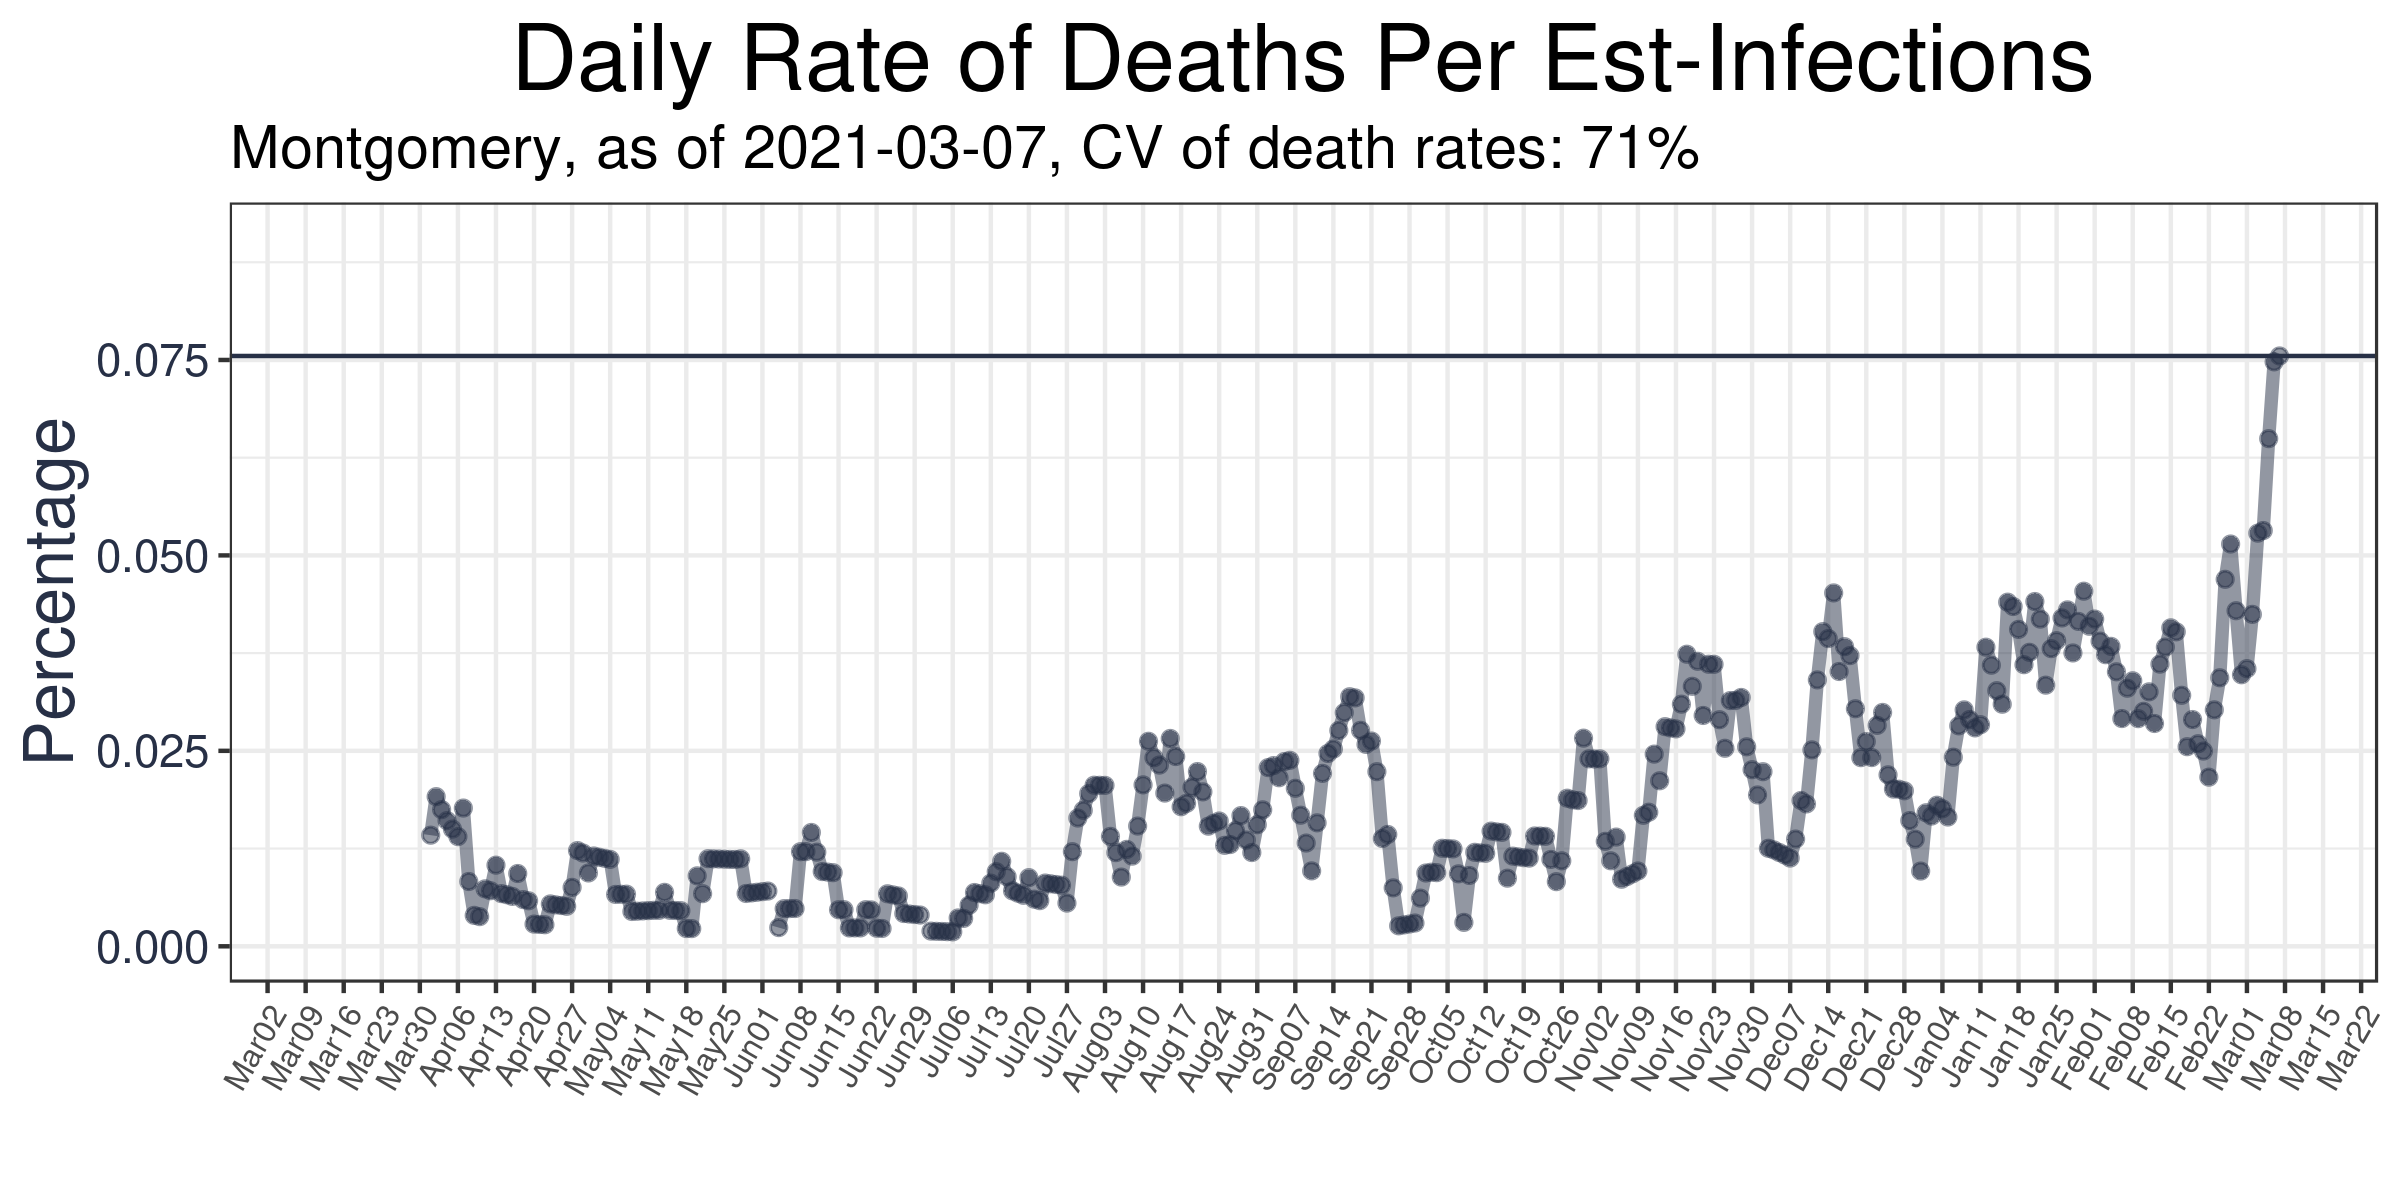 Daily Rate of Deaths Per Est-Infections
Montgomery, as of 2021-03-07, CV of death rates: 71%
Percentage
0.075
0.050
0.025
0.000
Mar02
Mar09
Mar16
Mar23
Mar30
Apr06
Apr13
Apr20
Apr27
May04
May11
May18
May25
Jun01
Jun08
Jun15
Jun22
Jun29
Jul06
Jul13
Jul20
Jul27
Aug03
Aug10
Aug17
Aug24
Aug31
Sep07
Sep14
Sep21
Sep28
Oct05
Oct12
Oct19
Oct26
Nov02
Nov09
Nov16
Nov23
Nov30
Dec07
Dec14
Dec21
Dec28
Jan04
Jan11
Jan18
Jan25
Feb01
Feb08
Feb15
Feb22
Mar01
Mar08
Mar15
Mar22